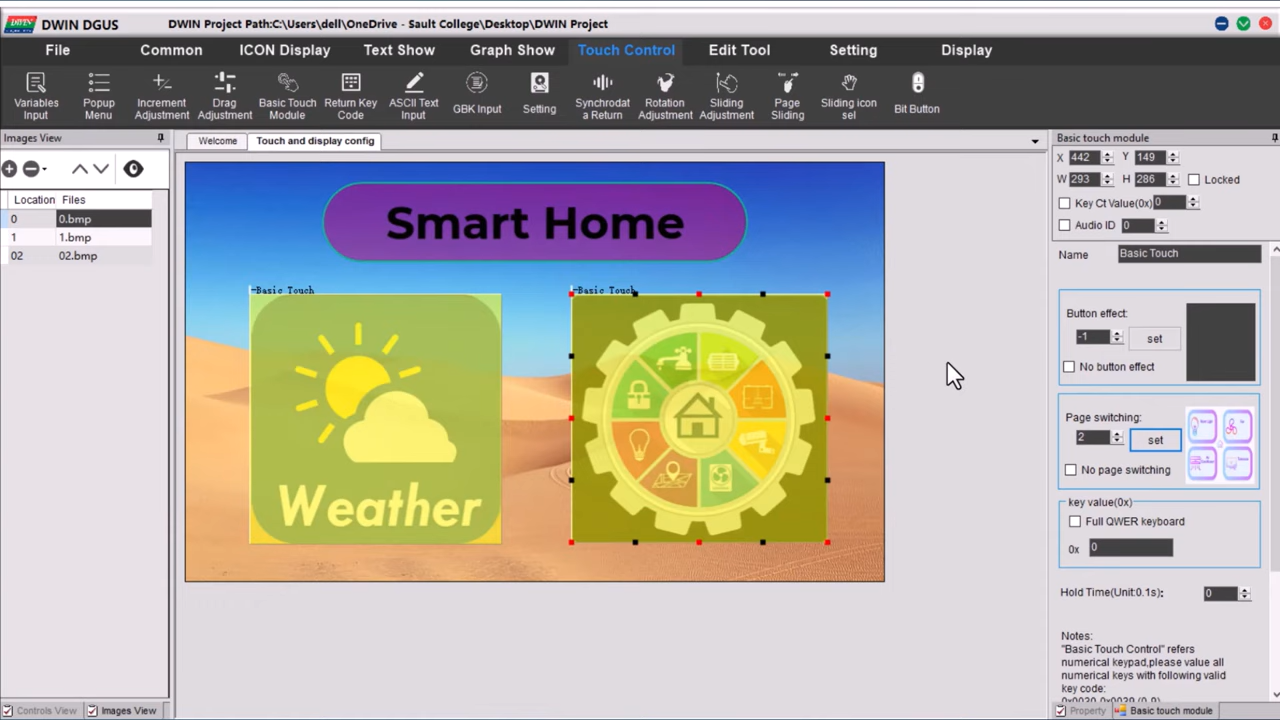 DWIN DGUS DWIN Project Path:C:\Users\dell\OneDrive - Sault College\Desktop\DWIN Project
File Common ICON Display Text Show Graph Show Touch Control Edit Tool Setting Display
Variables Input
Popup Menu
Increment Adjustment
Drag Adjustment
Basic Touch Module
Return Key Code
ASCII Text Input
GBK Input
Setting
Synchrodat a Return
Rotation Adjustment
Sliding Adjustment
Page Sliding
Sliding icon sel
Bit Button
Images View
Welcome Touch and display config
Location Files
0 0.bmp
1 1.bmp
02 02.bmp
Controls View Images View
Smart Home
Basic Touch
Basic Touch
Weather
Basic touch module
X 442 Y 149
W 293 H 286 Locked
Key Ct Value(0x) 0
Audio ID 0
Name Basic Touch
Button effect:
-1 set
No button effect
Page switching:
2 set
No page switching
key value(0x)
Full QWER keyboard
0x 0
Hold Time(Unit:0.1s): 0
Notes:
"Basic Touch Control" refers
numerical keypad,please value all
numerical keys with following valid
key code:
Property Basic touch module